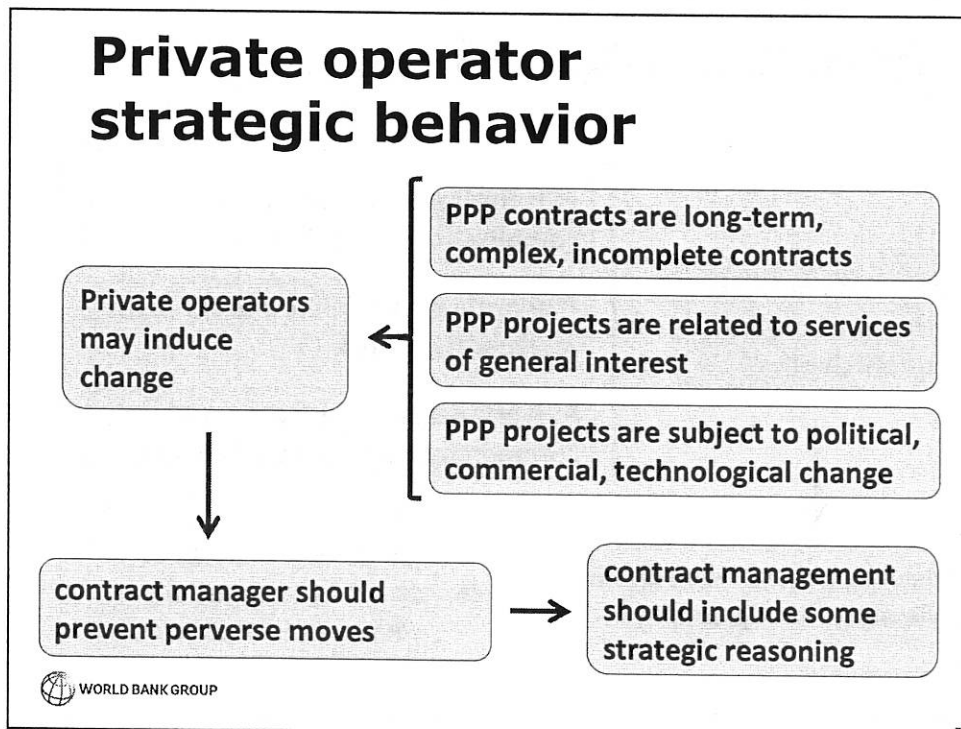 Private operator
strategic behavior
PPP contracts are long-term,
complex, incomplete contracts
Private operators
may induce
change
PPP projects are related to services
of general interest
PPP projects are subject to political,
commercial, technological change
contract manager should
prevent perverse moves
contract management
should include some
strategic reasoning
WORLD BANK GROUP